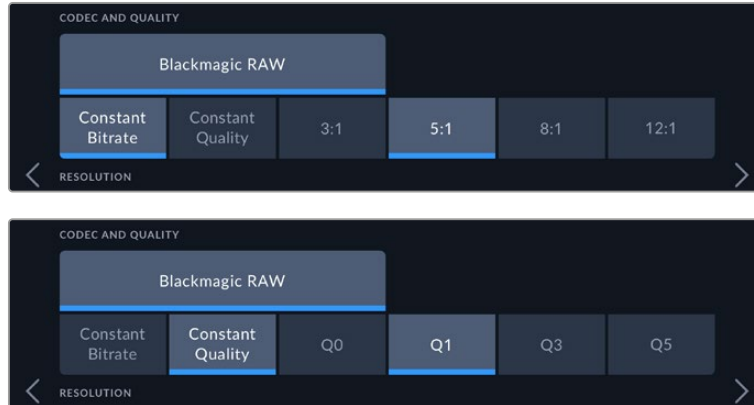 CODEC AND QUALITY
Blackmagic RAW
Constant Bitrate Constant Quality 3:1 5:1 8:1 12:1
RESOLUTION
CODEC AND QUALITY
Blackmagic RAW
Constant Bitrate Constant Quality Q0 Q1 Q3 Q5
RESOLUTION